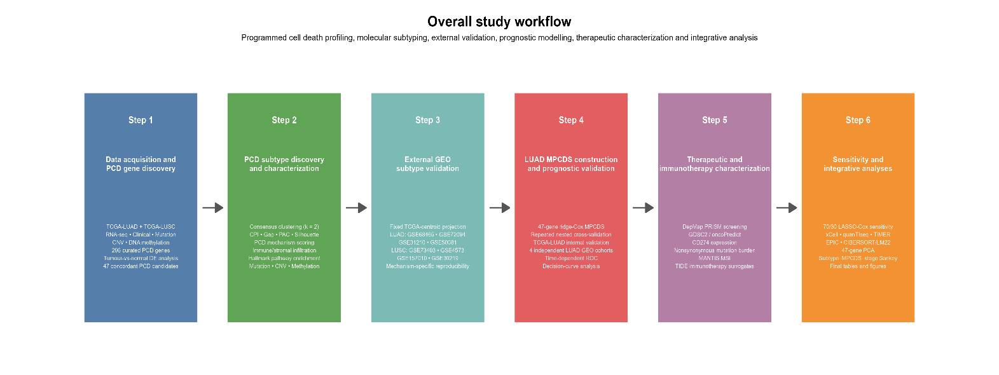 Overall study workflow
Programmed cell death profiling, molecular subtyping, external validation, prognostic modelling, therapeutic characterization and integrative analysis
Step 1
Data acquisition and
PCD gene discovery
TCGA-LUAD + TCGA-LUSC
RNA-seq • Clinical • Mutation
CNV • DNA methylation
296 curated PCD genes
Tumour-vs-normal DE analysis
47 concordant PCD candidates
Step 2
PCD subtype discovery
and characterization
Consensus clustering (k = 2)
CPI • Gap • PAC • Silhouette
PCD mechanism scoring
Immune/stromal infiltration
Hallmark pathway enrichment
Mutation • CNV • Methylation
Step 3
External GEO
subtype validation
Fixed TCGA-centroid projection
LUAD: GSE68465 • GSE72094
GSE31210 • GSE50081
LUSC: GSE73403 • GSE4573
GSE157010 • GSE30219
Mechanism-specific reproducibility
Step 4
LUAD MPCDS construction
and prognostic validation
47-gene ridge-Cox MPCDS
Repeated nested cross-validation
TCGA-LUAD internal validation
4 independent LUAD GEO cohorts
Time-dependent ROC
Decision-curve analysis
Step 5
Therapeutic and
immunotherapy characterization
DepMap PRISM screening
GDSC2 / oncoPredict
CD274 expression
Nonsynonymous mutation burden
MANTIS MSI
TIDE immunotherapy surrogates
Step 6
Sensitivity and
integrative analyses
70/30 LASSO-Cox sensitivity
xCell • quanTIseq • TIMER
EPIC • CIBERSORT/LM22
47-gene PCA
Subtype MPCDS stage Sankey
Final tables and figures